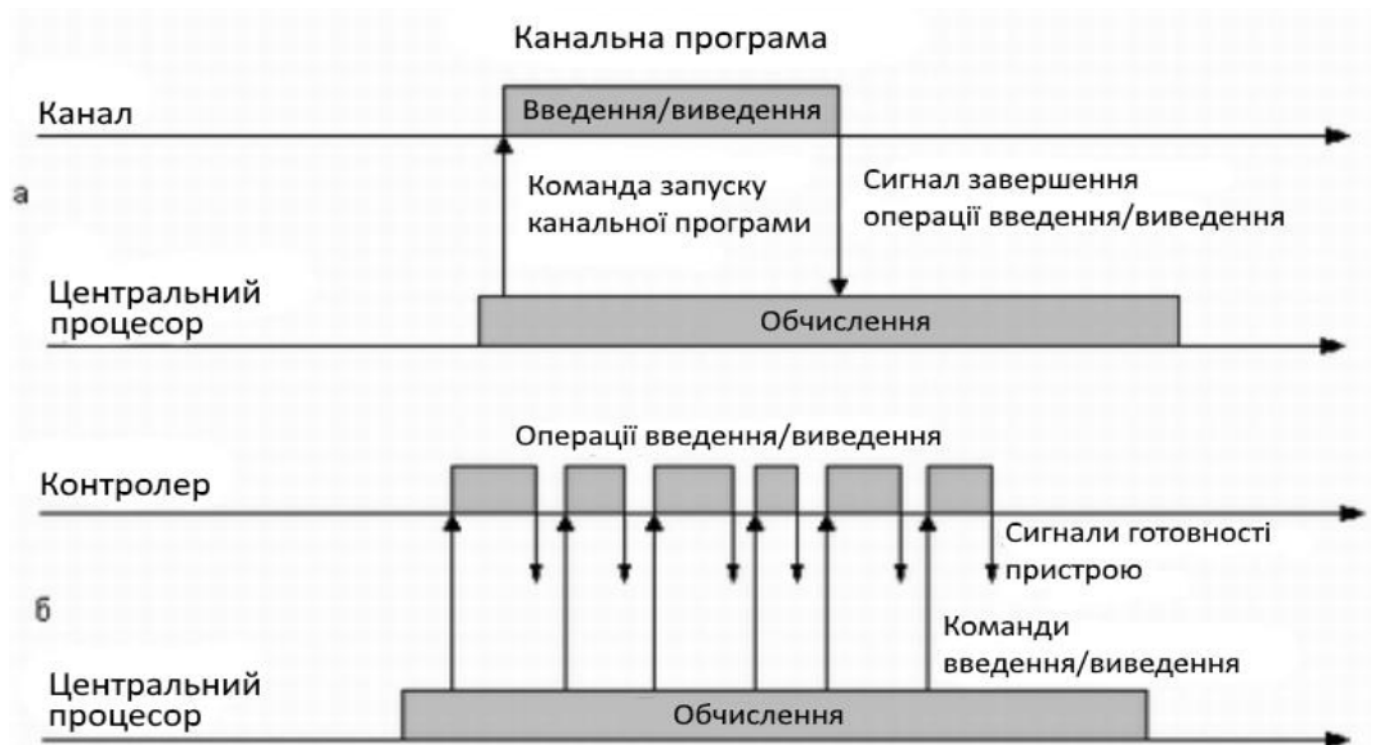 Канальна програма
Канал
Введення/виведення
а
Команда запуску
канальної програми
Сигнал завершення
операції введення/виведення
Центральний
процесор
Обчислення
Операції введення/виведення
Контролер
Сигнали готовності
пристрою
б
Команди
введення/виведення
Центральний
процесор
Обчислення